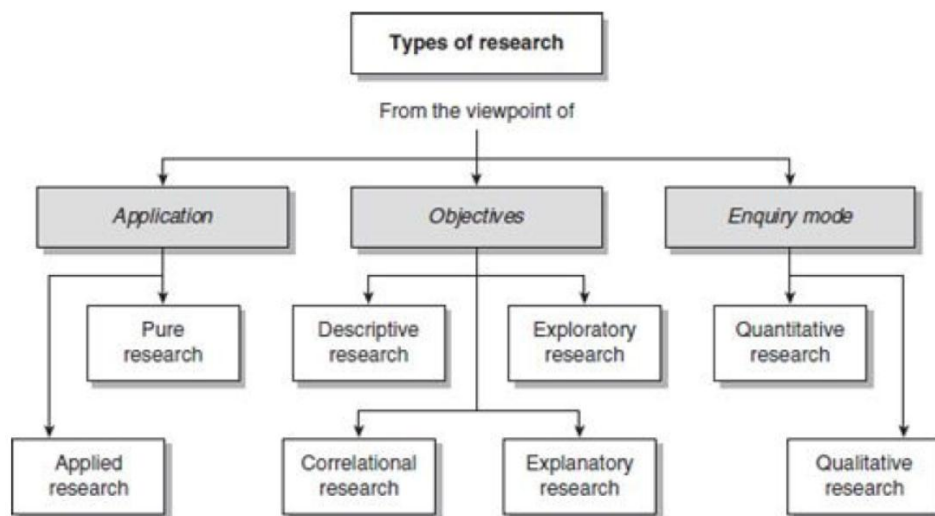 Types of research
From the viewpoint of
Application
Objectives
Enquiry mode
Pure
research
Descriptive
research
Exploratory
research
Quantitative
research
Applied
research
Correlational
research
Explanatory
research
Qualitative
research